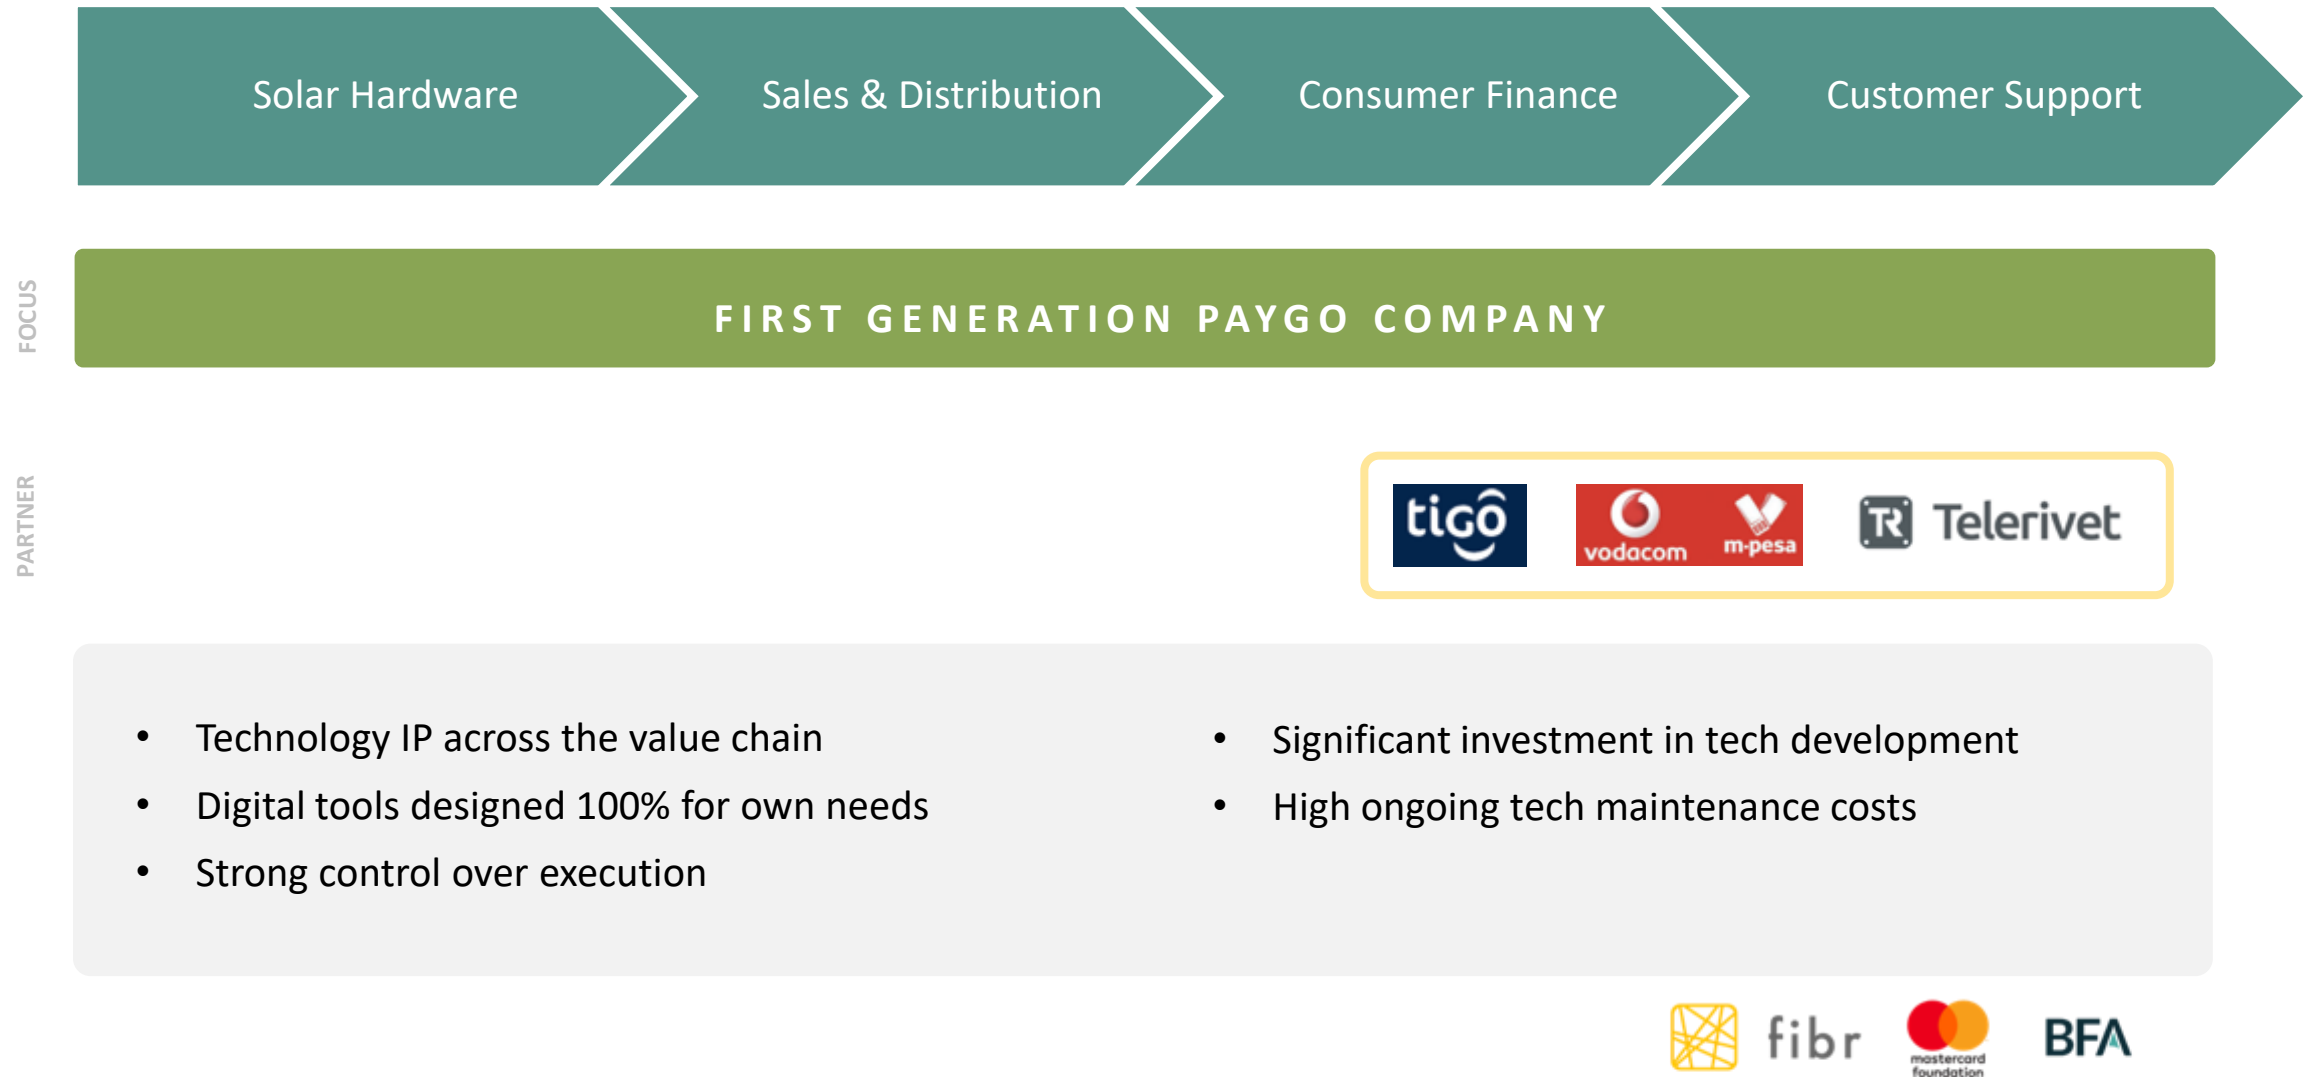 Solar Hardware
Sales & Distribution
Consumer Finance
Customer Support
FOCUS
FIRST GENERATION PAYGO COMPANY
PARTNER
tigo
vodacom
m-pesa
TR Telerivet
• Technology IP across the value chain
• Digital tools designed 100% for own needs
• Strong control over execution
• Significant investment in tech development
• High ongoing tech maintenance costs
fibr
mastercard
foundation
BFA